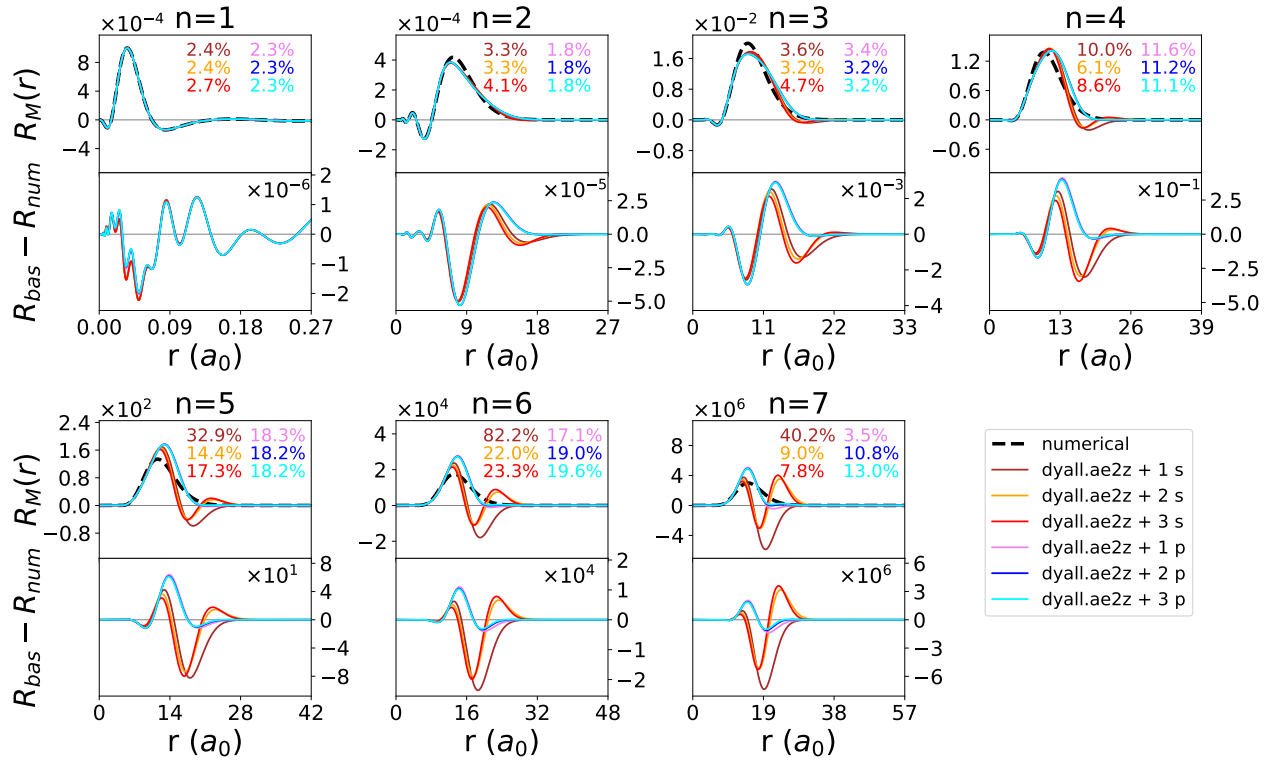 ×10⁻⁴ n=1
8
4
0
−4
2.4% 2.3%
2.4% 2.3%
2.7% 2.3%
R_M(r)
×10⁻⁶
2
1
0
−1
−2
R_bas − R_num
0.00 0.09 0.18 0.27
r (a₀)
×10⁻⁴ n=2
4
2
0
−2
3.3% 1.8%
3.3% 1.8%
4.1% 1.8%
×10⁻⁵
2.5
0.0
−2.5
−5.0
0 9 18 27
r (a₀)
×10⁻² n=3
1.6
0.8
0.0
−0.8
3.6% 3.4%
3.2% 3.2%
4.7% 3.2%
×10⁻³
2
0
−2
−4
0 11 22 33
r (a₀)
n=4
1.2
0.6
0.0
−0.6
10.0% 11.6%
6.1% 11.2%
8.6% 11.1%
×10⁻¹
2.5
0.0
−2.5
−5.0
0 13 26 39
r (a₀)
×10² n=5
2.4
1.6
0.8
0.0
−0.8
32.9% 18.3%
14.4% 18.2%
17.3% 18.2%
R_M(r)
×10¹
8
4
0
−4
−8
R_bas − R_num
0 14 28 42
r (a₀)
×10⁴ n=6
4
2
0
−2
82.2% 17.1%
22.0% 19.0%
23.3% 19.6%
×10⁴
2
1
0
−1
−2
0 16 32 48
r (a₀)
×10⁶ n=7
8
4
0
−4
40.2% 3.5%
9.0% 10.8%
7.8% 13.0%
×10⁶
6
3
0
−3
−6
0 19 38 57
r (a₀)
numerical
dyall.ae2z + 1 s
dyall.ae2z + 2 s
dyall.ae2z + 3 s
dyall.ae2z + 1 p
dyall.ae2z + 2 p
dyall.ae2z + 3 p